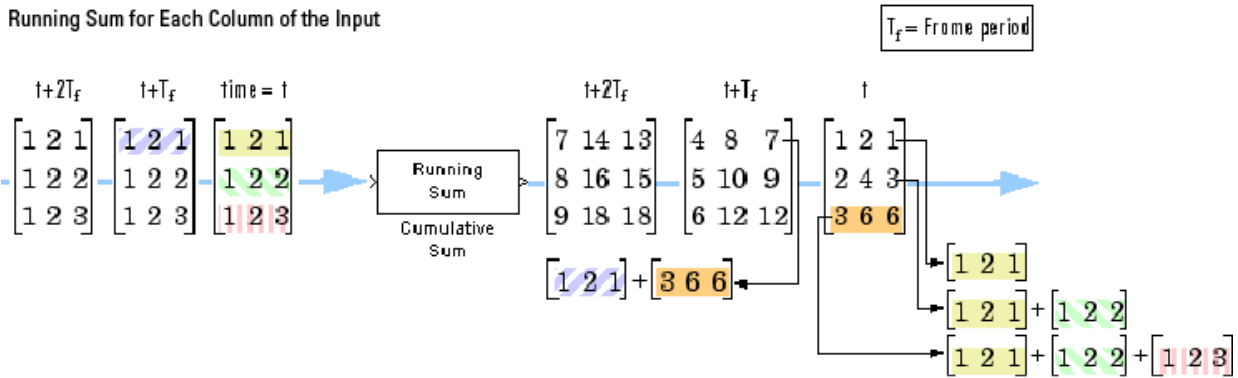 Running Sum for Each Column of the Input
Tf = Frame period
t+2Tf t+Tf time = t t+2Tf t+Tf t
1 2 1 1 2 1 1 2 1 7 14 13 4 8 7 1 2 1
1 2 2 1 2 2 1 2 2 8 16 15 5 10 9 2 4 3
1 2 3 1 2 3 1 2 3 9 18 18 6 12 12 3 6 6
Running
Sum
Cumulative
Sum
[1 2 1] + [3 6 6]
[1 2 1]
[1 2 1] + [1 2 2]
[1 2 1] + [1 2 2] + [1 2 3]